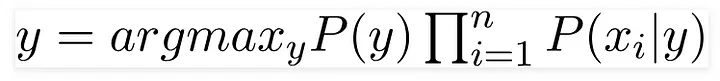 y = argmax_y P(y) ∏_{i=1}^{n} P(x_i|y)